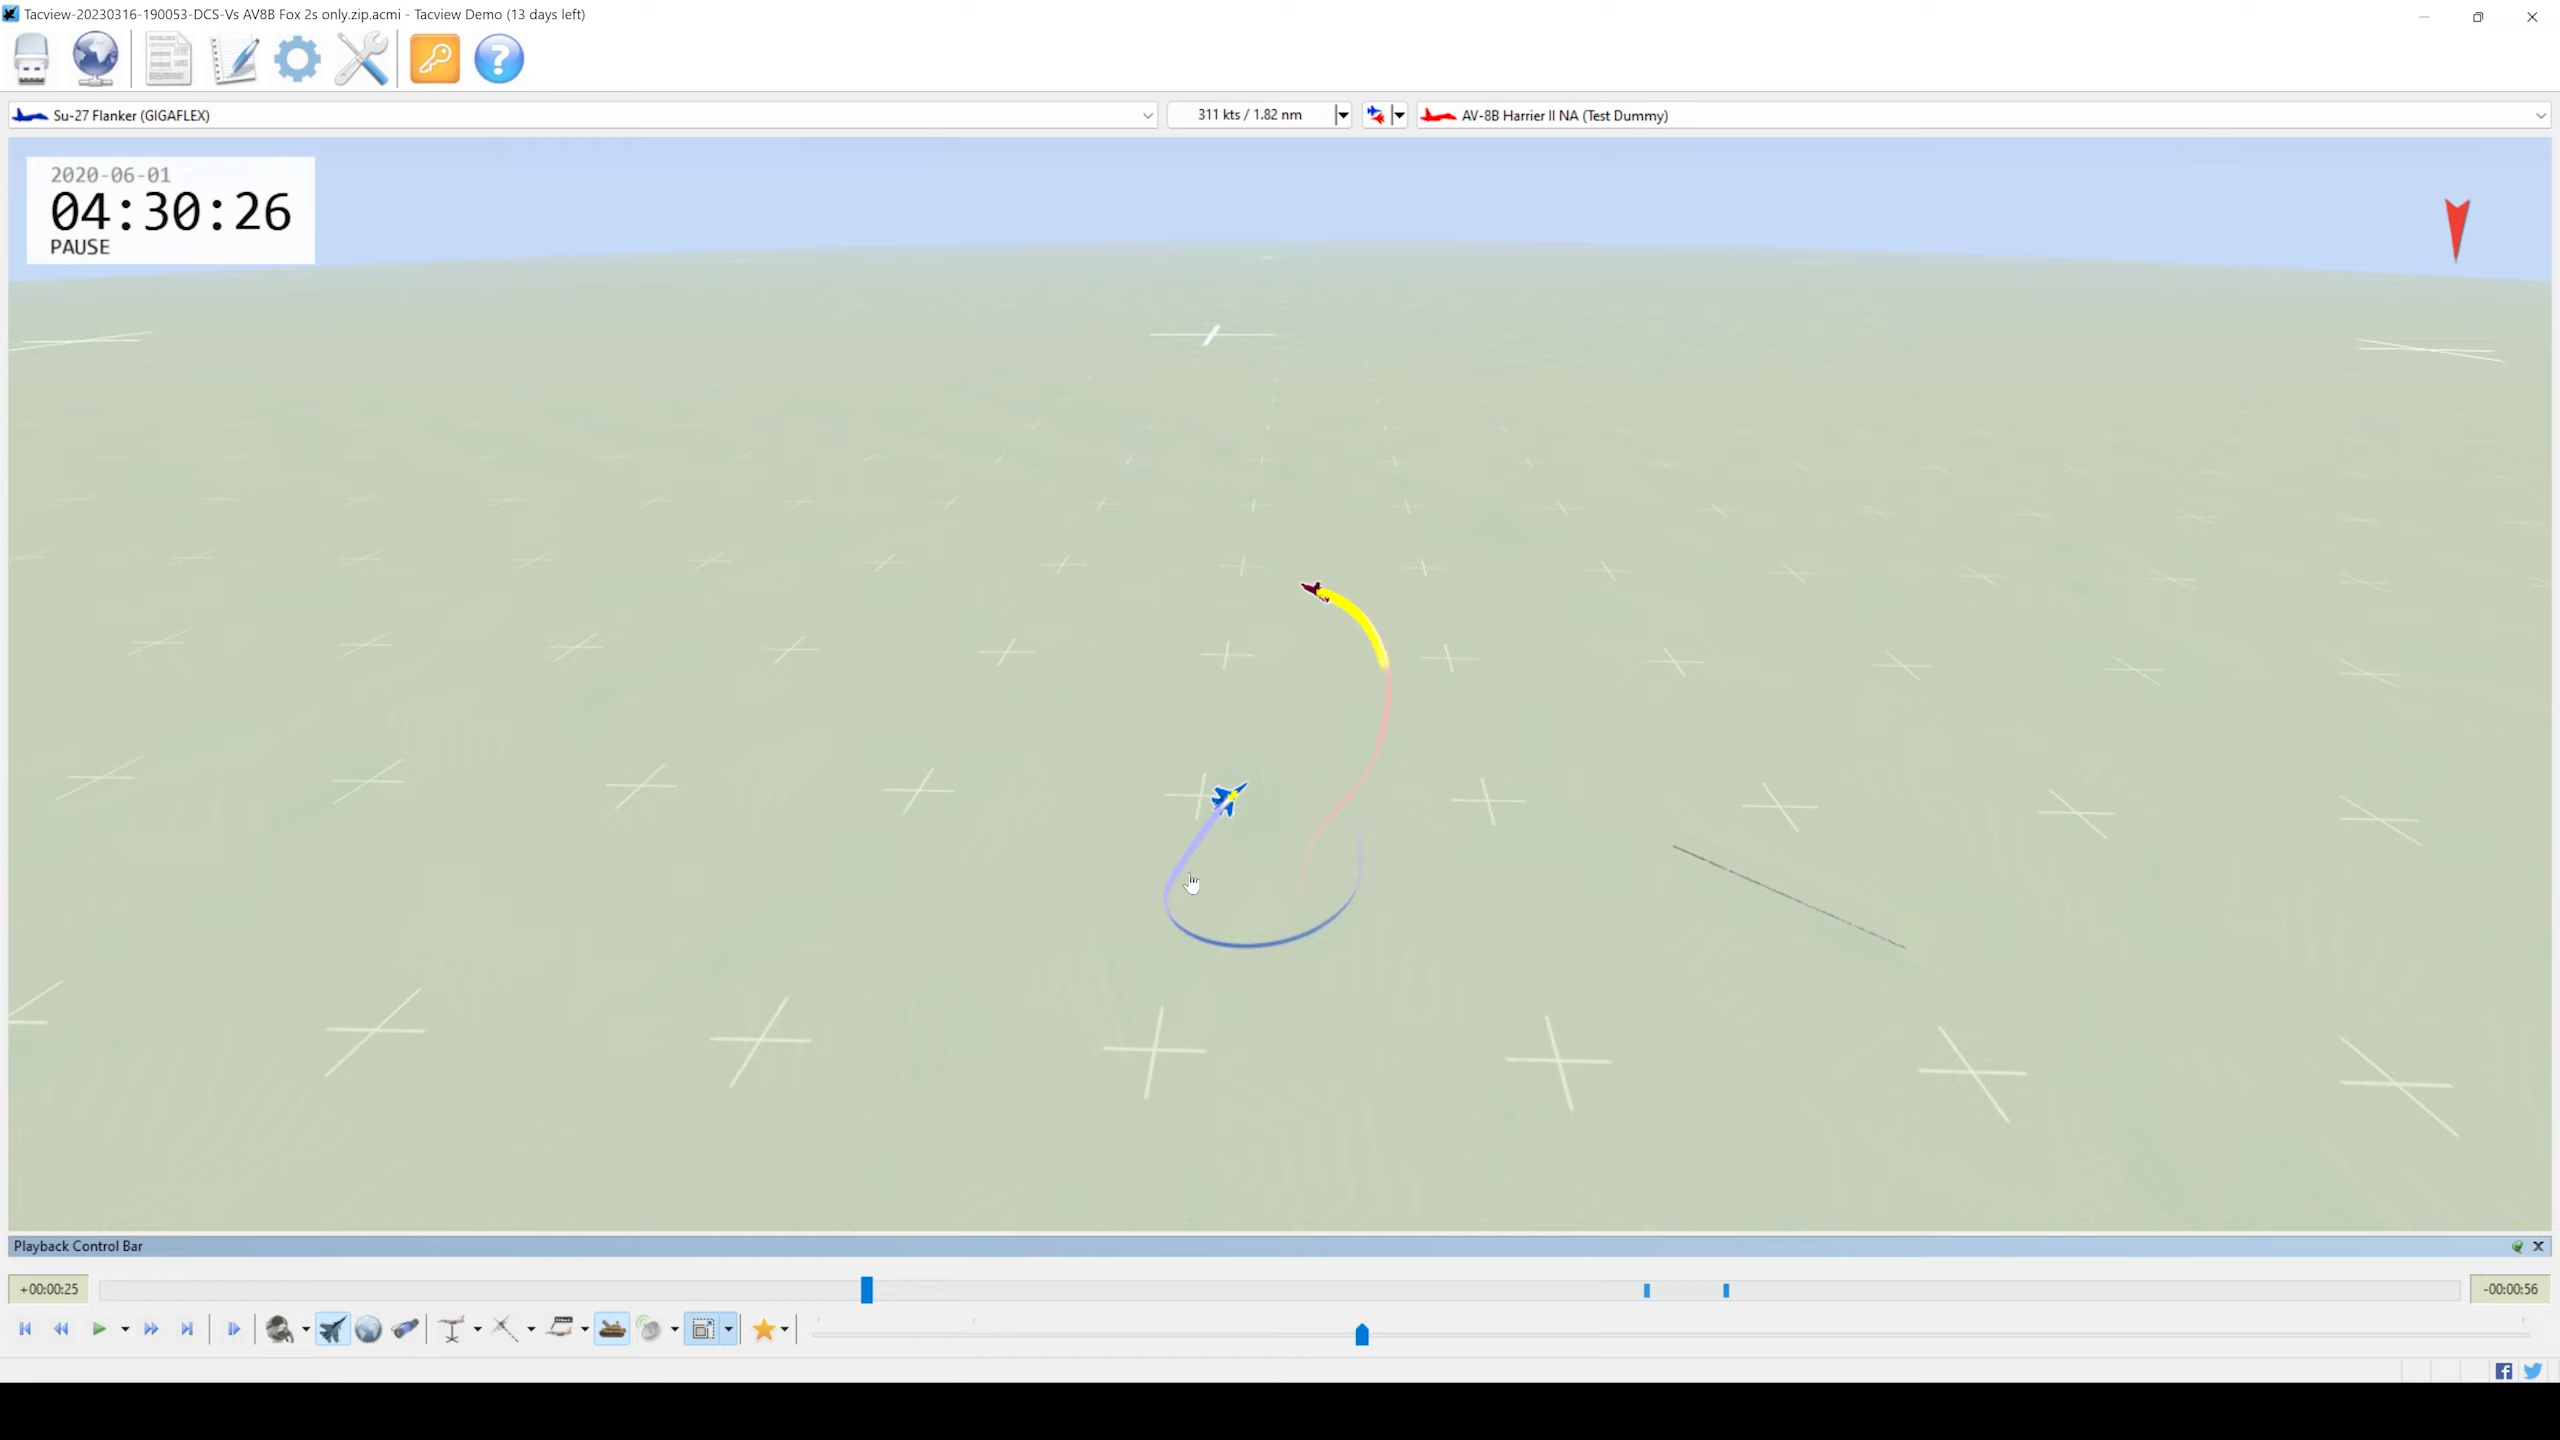 Tacview-20230316-190053-DCS-Vs AV8B Fox 2s only.zip.acmi - Tacview Demo (13 days left)
Su-27 Flanker (GIGAFLEX)
311 kts / 1.82 nm
AV-8B Harrier II NA (Test Dummy)
2020-06-01
04:30:26
PAUSE
Playback Control Bar
+00:00:25
-00:00:56